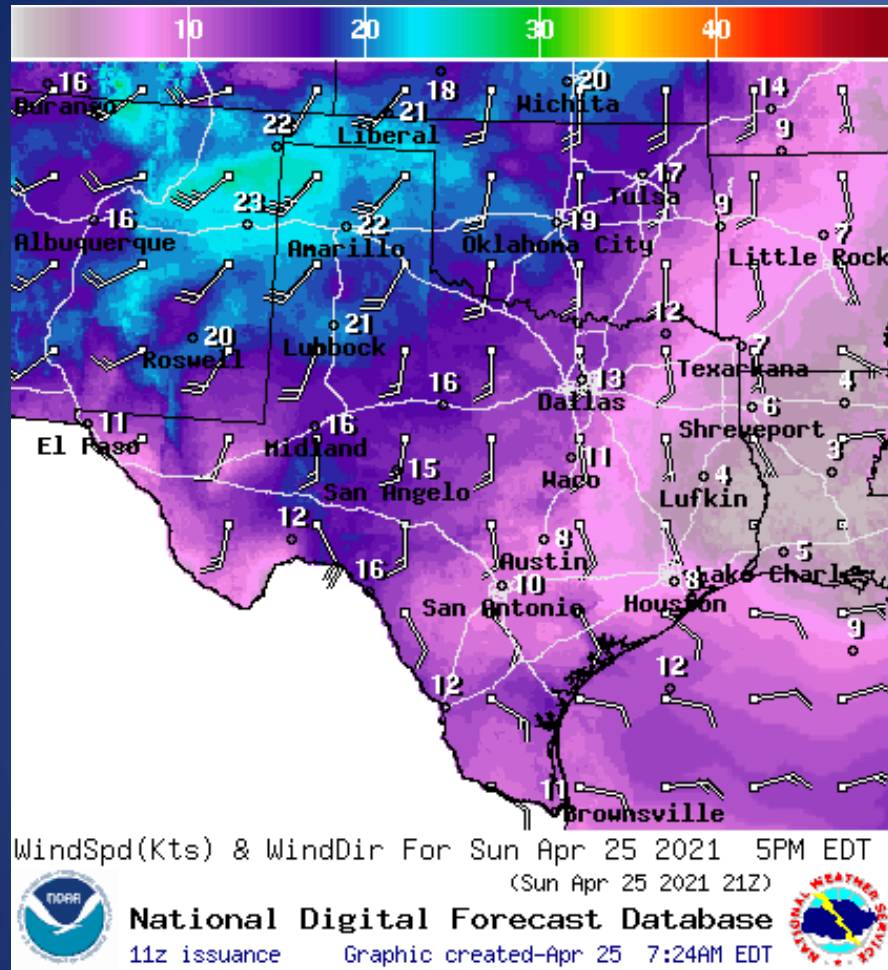 10 20 30 40
16 18 20 14
Durango Wichita
21
Liberal
22 9
17
Tulsa
16 23 22 19 9 7
Albuquerque Amarillo Oklahoma City Little Rock
20 21 12
Roswell Lubbock
7
Texarkana
16 13 4
Dallas 6
11 16 Shreveport
El Paso Midland
15 11 4 3
San Angelo Waco Lufkin
12 8 5
Austin
16 10 8 Lake Charles
San Antonio Houston
9
12 12
11
Brownsville
WindSpd(Kts) & WindDir For Sun Apr 25 2021 5PM EDT
(Sun Apr 25 2021 21Z)
NOAA
National Digital Forecast Database
11z issuance Graphic created-Apr 25 7:24AM EDT
NATIONAL WEATHER SERVICE